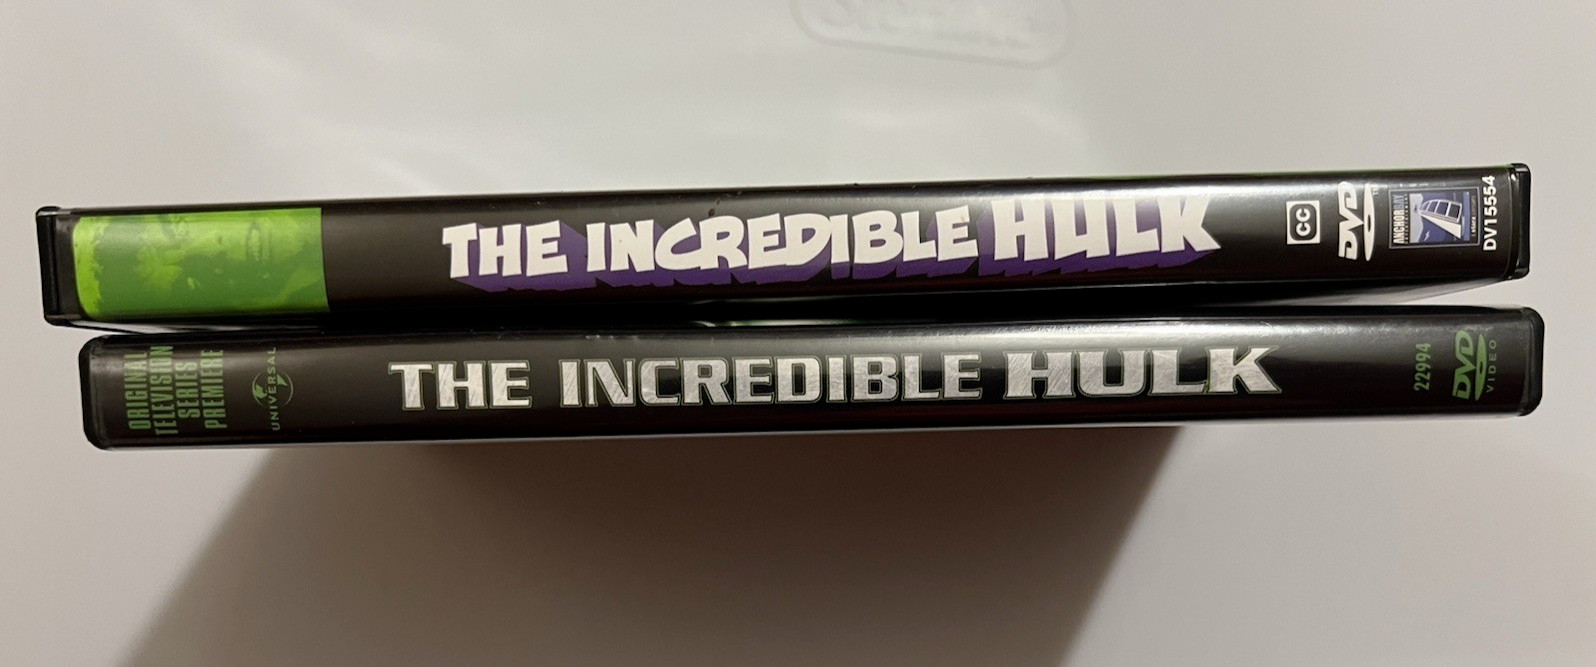 THE INCREDIBLE HULK
CC
DVD
ANCHOR BAY
DV15554
ORIGINAL
TELEVISION
SERIES
PREMIERE
UNIVERSAL
THE INCREDIBLE HULK
22994
DVD
VIDEO